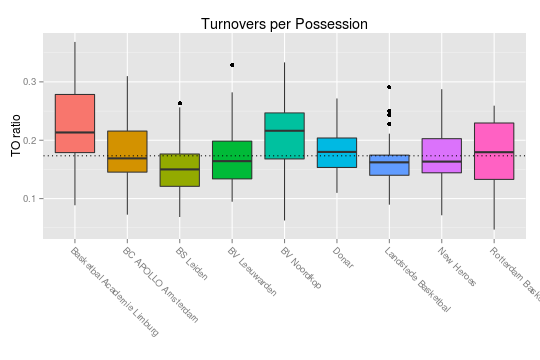 Turnovers per Possession
TO ratio
0.3
0.2
0.1
Basketbal Academie Limburg
BC APOLLO Amsterdam
BS Leiden
BV Leeuwarden
BV Noordkop
Donar
Landstede Basketbal
New Heroes
Rotterdam